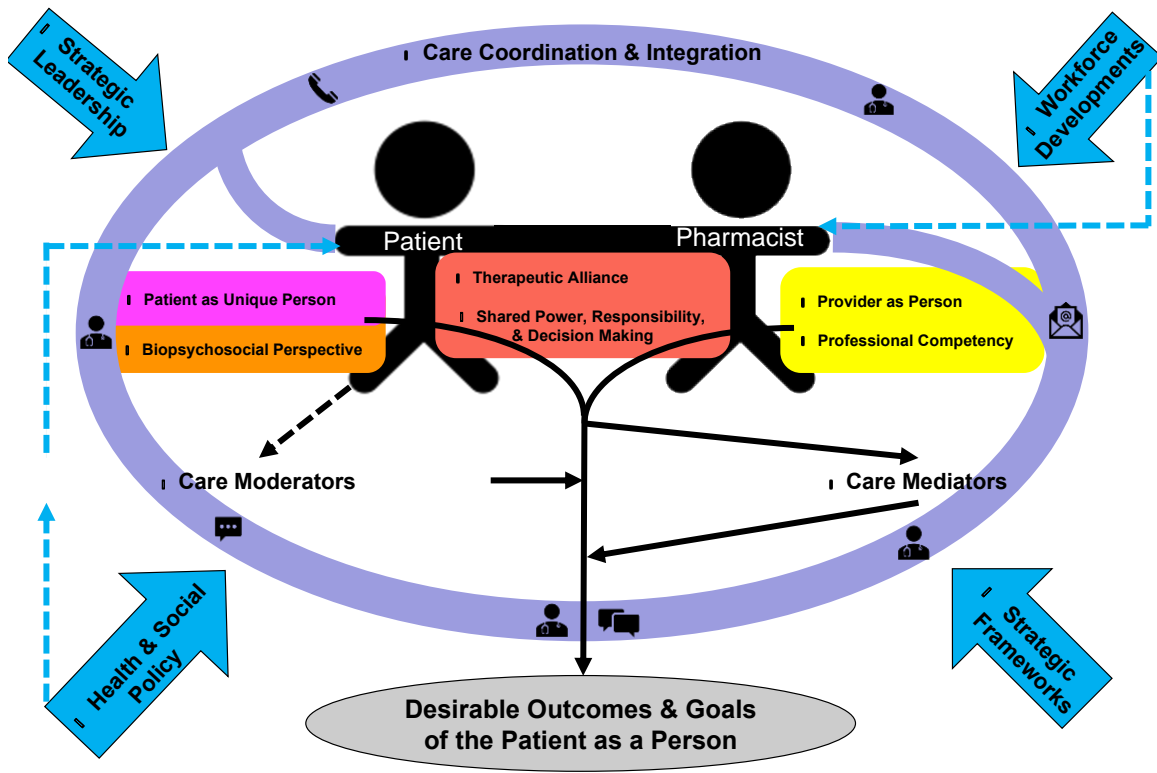 Strategic
Leadership
Care Coordination & Integration
Workforce
Developments
Patient
Pharmacist
Patient as Unique Person
Biopsychosocial Perspective
Therapeutic Alliance
Shared Power, Responsibility,
& Decision Making
Provider as Person
Professional Competency
@
Care Moderators
Care Mediators
Health & Social
Policy
Strategic
Frameworks
Desirable Outcomes & Goals
of the Patient as a Person